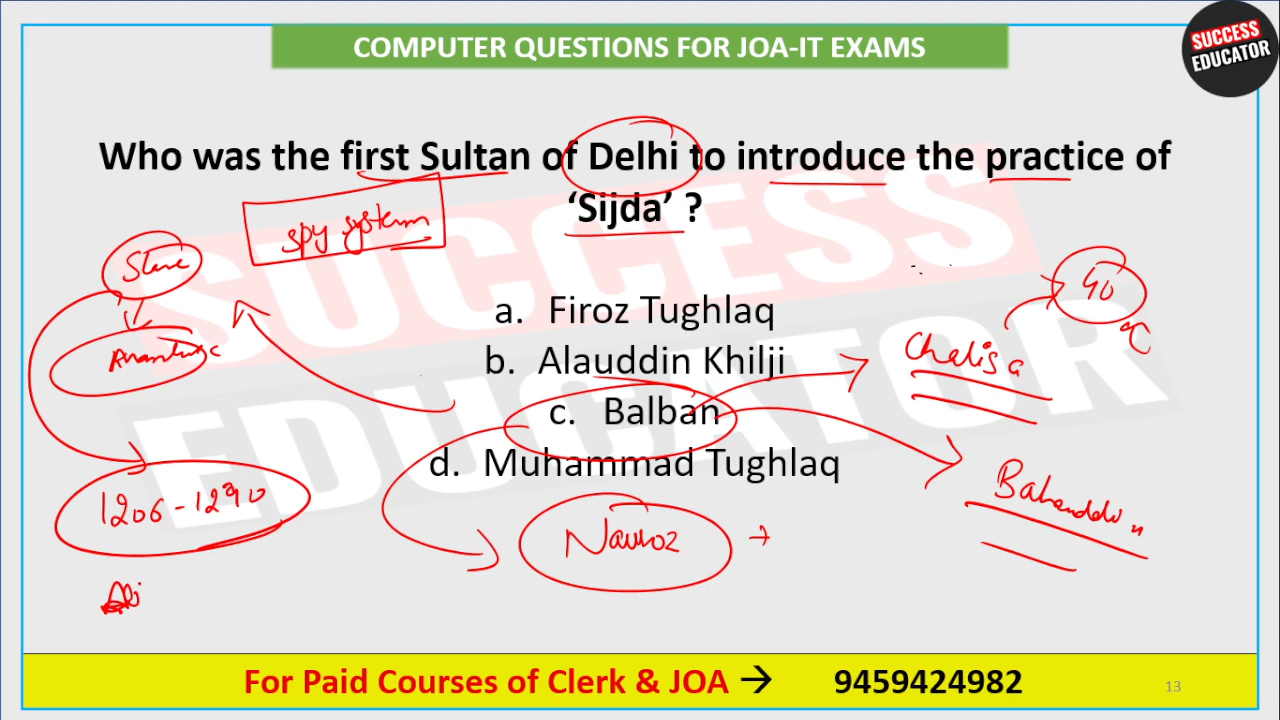 COMPUTER QUESTIONS FOR JOA-IT EXAMS
SUCCESS
EDUCATOR
Who was the first Sultan of Delhi to introduce the practice of
‘Sijda’ ?
spy system
Slave
40
a. Firoz Tughlaq
b. Alauddin Khilji
Chalisa
c. Balban
d. Muhammad Tughlaq
1206-1290
Nauroz
SUCCESS
EDUCATOR
For Paid Courses of Clerk & JOA → 9459424982
13